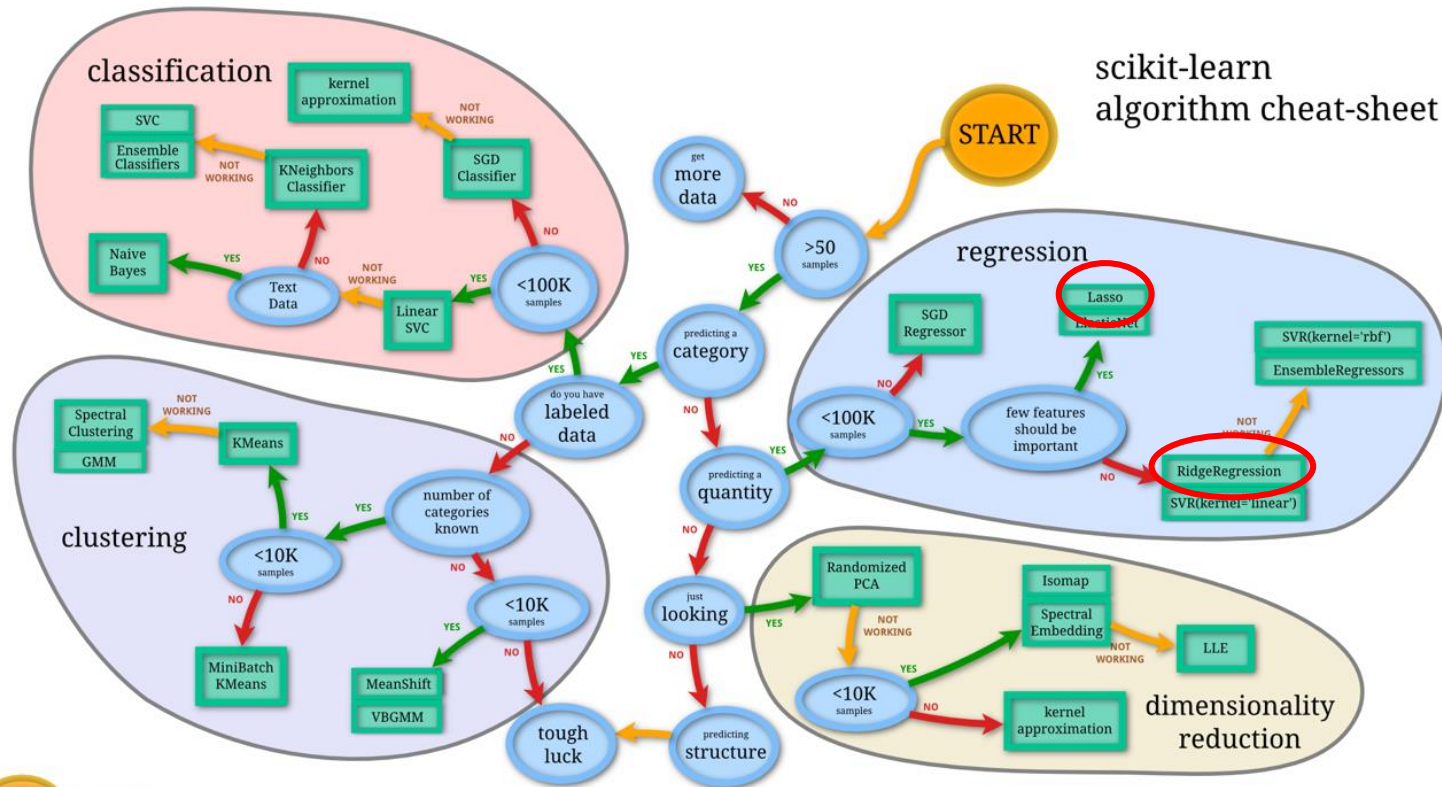 scikit-learn
algorithm cheat-sheet
START
get
more
data
NO
>50
samples
YES
predicting a
category
YES
NO
do you have
labeled
data
YES
NO
predicting a
quantity
YES
NO
just
looking
YES
NO
predicting
structure
tough
luck
classification
kernel
approximation
NOT
WORKING
SVC
Ensemble
Classifiers
NOT
WORKING
KNeighbors
Classifier
SGD
Classifier
NO
Naive
Bayes
YES
NO
Text
Data
NOT
WORKING
Linear
SVC
YES
<100K
samples
clustering
Spectral
Clustering
GMM
NOT
WORKING
KMeans
YES
<10K
samples
YES
number of
categories
known
NO
NO
MiniBatch
KMeans
<10K
samples
YES
NO
MeanShift
VBGMM
regression
SGD
Regressor
NO
<100K
samples
YES
few features
should be
important
YES
NO
Lasso
ElasticNet
SVR(kernel='rbf')
EnsembleRegressors
NOT
WORKING
RidgeRegression
SVR(kernel='linear')
dimensionality
reduction
Randomized
PCA
NOT
WORKING
<10K
samples
YES
NO
Isomap
Spectral
Embedding
NOT
WORKING
LLE
kernel
approximation